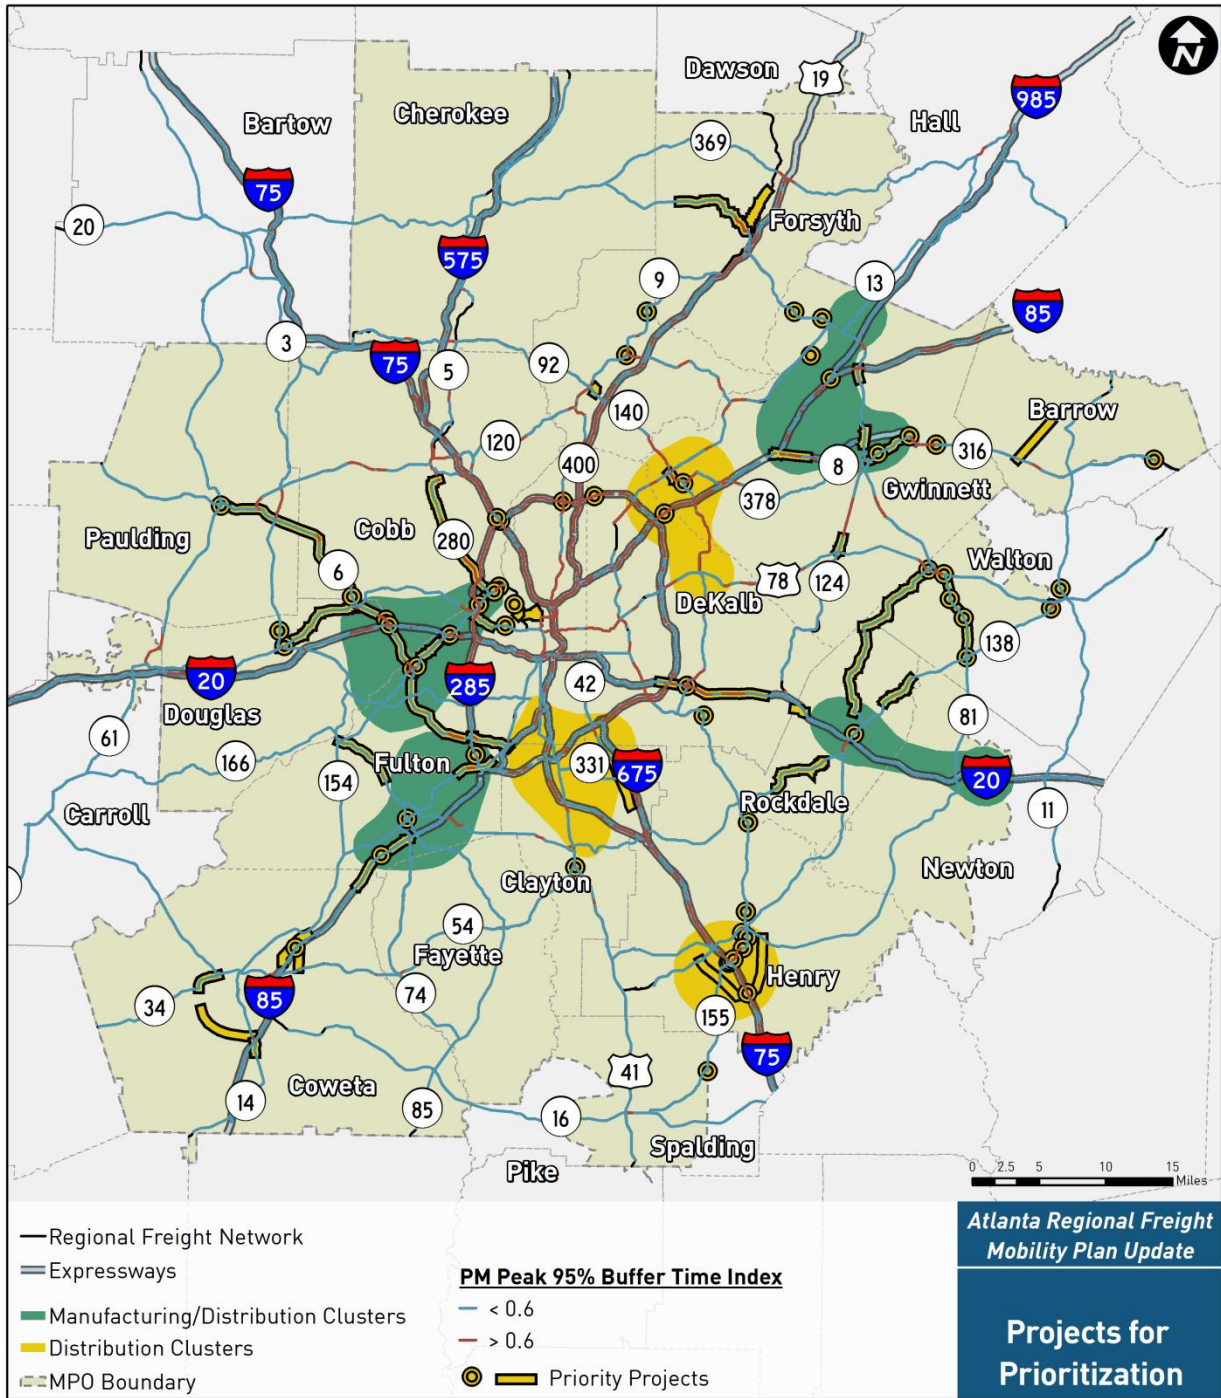 N
Dawson
19
985
Hall
Bartow
Cherokee
369
75
20
Forsyth
575
9
13
85
3
75
5
92
140
Barrow
120
400
8
316
378
Gwinnett
Paulding
Cobb
280
6
78
124
Walton
DeKalb
138
20
285
42
81
Douglas
61
166
154
Fulton
331
675
20
Rockdale
11
Carroll
Clayton
Newton
54
Fayette
Henry
34
85
74
155
75
41
Coweta
14
85
16
Spalding
Pike
0 2.5 5 10 15
Miles
Regional Freight Network
Expressways
Manufacturing/Distribution Clusters
Distribution Clusters
MPO Boundary
PM Peak 95% Buffer Time Index
< 0.6
> 0.6
Priority Projects
Atlanta Regional Freight
Mobility Plan Update
Projects for
Prioritization